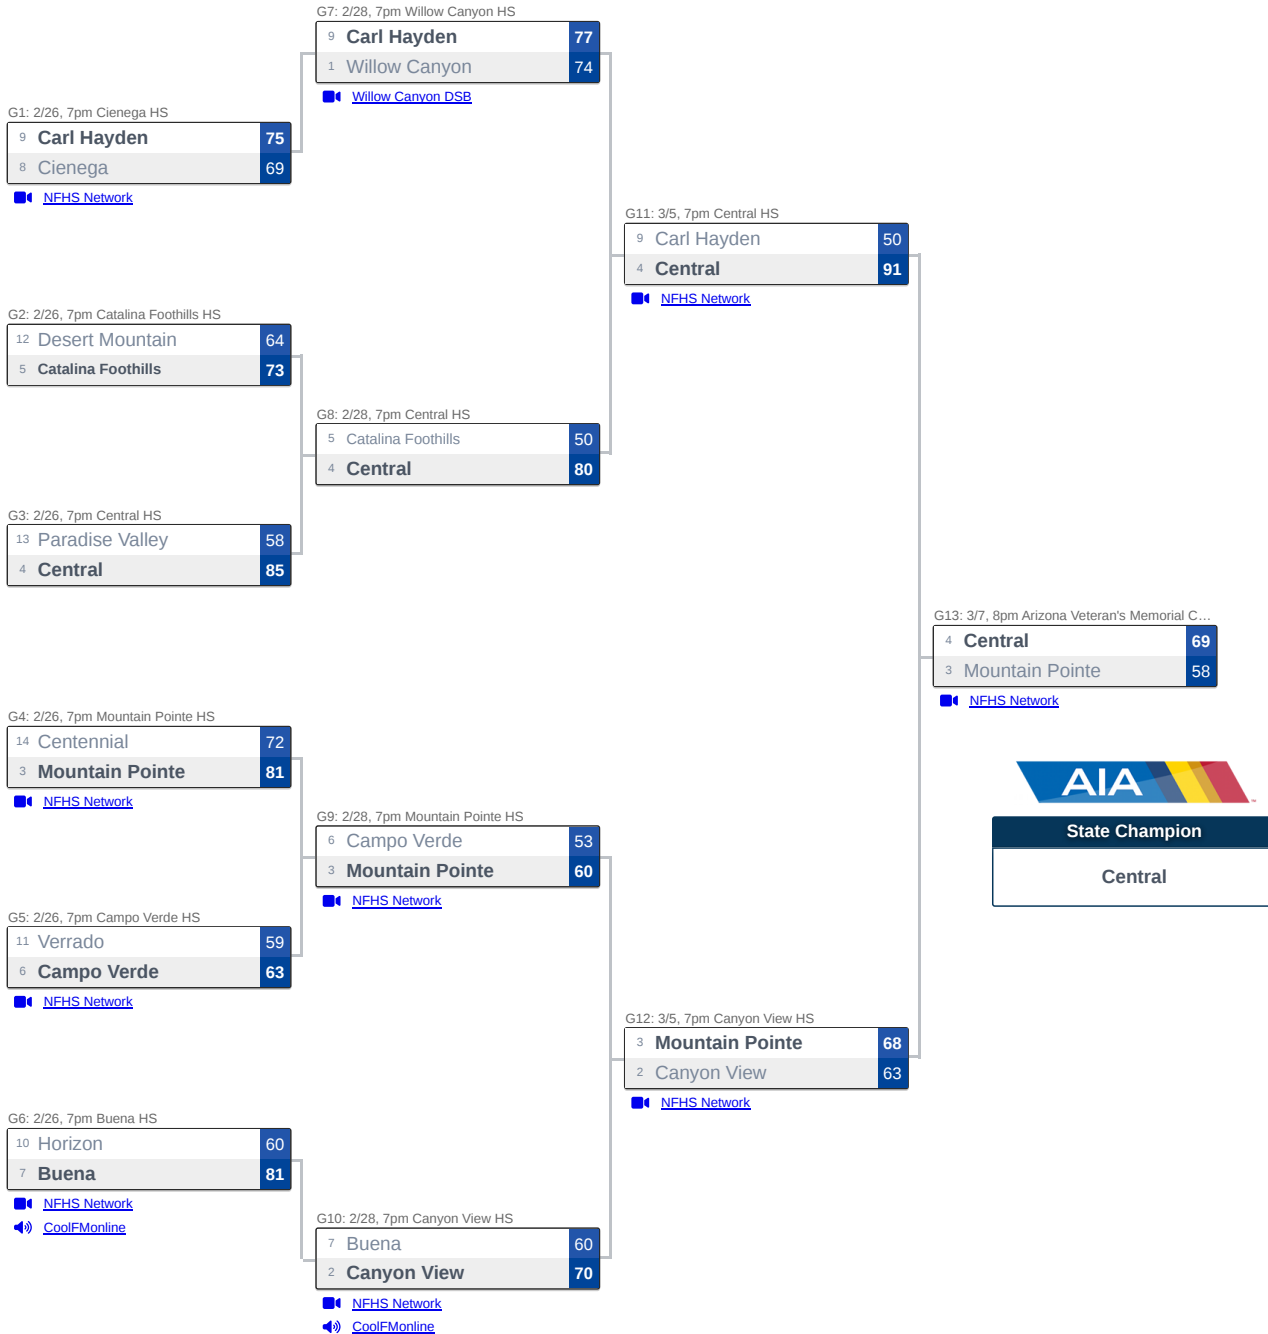 G7: 2/28, 7pm Willow Canyon HS
9 Carl Hayden 77
1 Willow Canyon 74
Willow Canyon DSB
G1: 2/26, 7pm Cienega HS
9 Carl Hayden 75
8 Cienega 69
NFHS Network
G11: 3/5, 7pm Central HS
9 Carl Hayden 50
4 Central 91
NFHS Network
G2: 2/26, 7pm Catalina Foothills HS
12 Desert Mountain 64
5 Catalina Foothills 73
G8: 2/28, 7pm Central HS
5 Catalina Foothills 50
4 Central 80
G3: 2/26, 7pm Central HS
13 Paradise Valley 58
4 Central 85
G13: 3/7, 8pm Arizona Veteran's Memorial C...
4 Central 69
3 Mountain Pointe 58
NFHS Network
G4: 2/26, 7pm Mountain Pointe HS
14 Centennial 72
3 Mountain Pointe 81
NFHS Network
AIA
State Champion
Central
G9: 2/28, 7pm Mountain Pointe HS
6 Campo Verde 53
3 Mountain Pointe 60
NFHS Network
G5: 2/26, 7pm Campo Verde HS
11 Verrado 59
6 Campo Verde 63
NFHS Network
G12: 3/5, 7pm Canyon View HS
3 Mountain Pointe 68
2 Canyon View 63
NFHS Network
G6: 2/26, 7pm Buena HS
10 Horizon 60
7 Buena 81
NFHS Network
CoolFMonline
G10: 2/28, 7pm Canyon View HS
7 Buena 60
2 Canyon View 70
NFHS Network
CoolFMonline